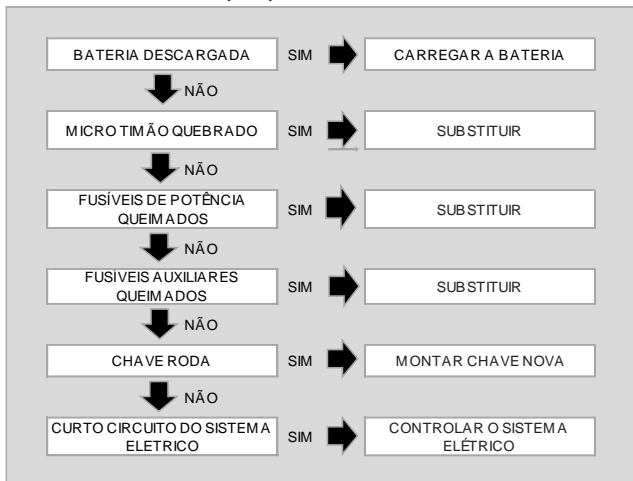 BATERIA DESCARGADA SIM CARREGAR A BATERIA
NÃO
MICRO TIMÃO QUEBRADO SIM SUBSTITUIR
NÃO
FUSÍVEIS DE POTÊNCIA
QUEIMADOS
SIM
SUBSTITUIR
NÃO
FUSÍVEIS AUXILIARES
QUEIMADOS
SIM
SUBSTITUIR
NÃO
CHAVE RODA SIM MONTAR CHAVE NOVA
NÃO
CURTO CIRCUITO DO SISTEMA
ELETRICO
SIM
CONTROLAR O SISTEMA
ELÉTRICO